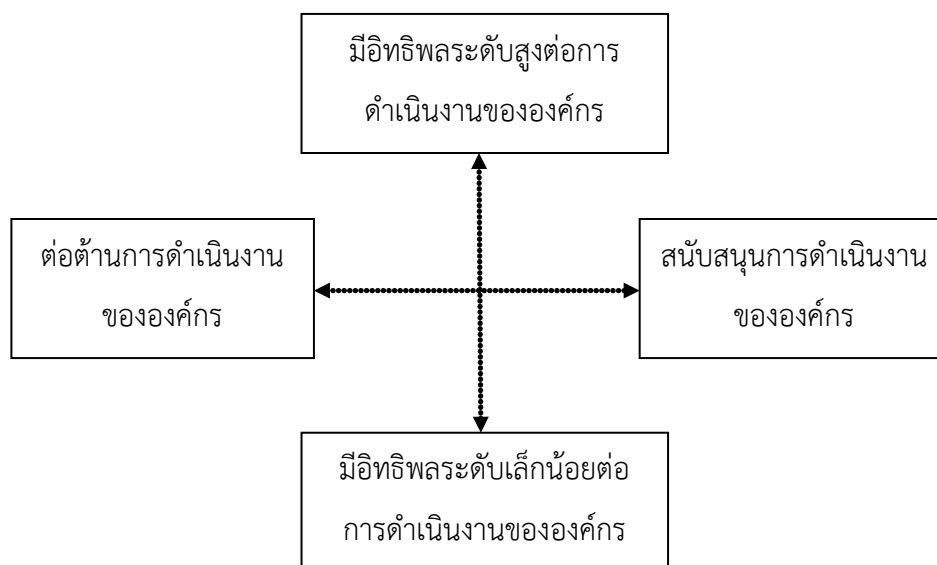 มีอิทธิพลระดับสูงต่อการ
ดำเนินงานขององค์กร
ต่อต้านการดำเนินงาน
ขององค์กร
สนับสนุนการดำเนินงาน
ขององค์กร
มีอิทธิพลระดับเล็กน้อยต่อ
การดำเนินงานขององค์กร